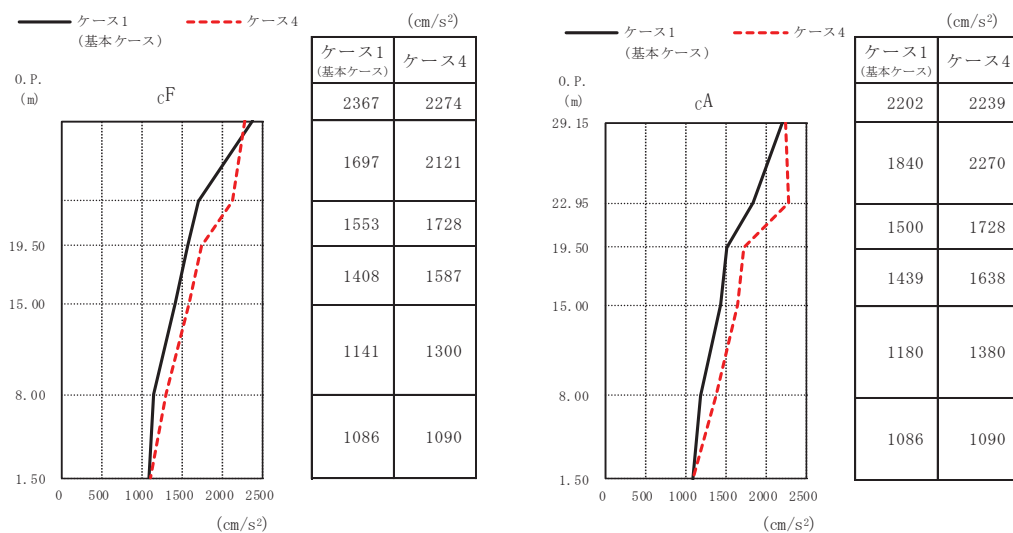 ケース1 ケース4
(基本ケース)
(cm/s²)
O.P.
(m)
cF
19.50
15.00
8.00
1.50
0 500 1000 1500 2000 2500
(cm/s²)
ケース1 ケース4
(基本ケース)
2367 2274
1697 2121
1553 1728
1408 1587
1141 1300
1086 1090
ケース1 ケース4
(基本ケース)
(cm/s²)
O.P.
(m)
cA
29.15
22.95
19.50
15.00
8.00
1.50
0 500 1000 1500 2000 2500
(cm/s²)
ケース1 ケース4
(基本ケース)
2202 2239
1840 2270
1500 1728
1439 1638
1180 1380
1086 1090